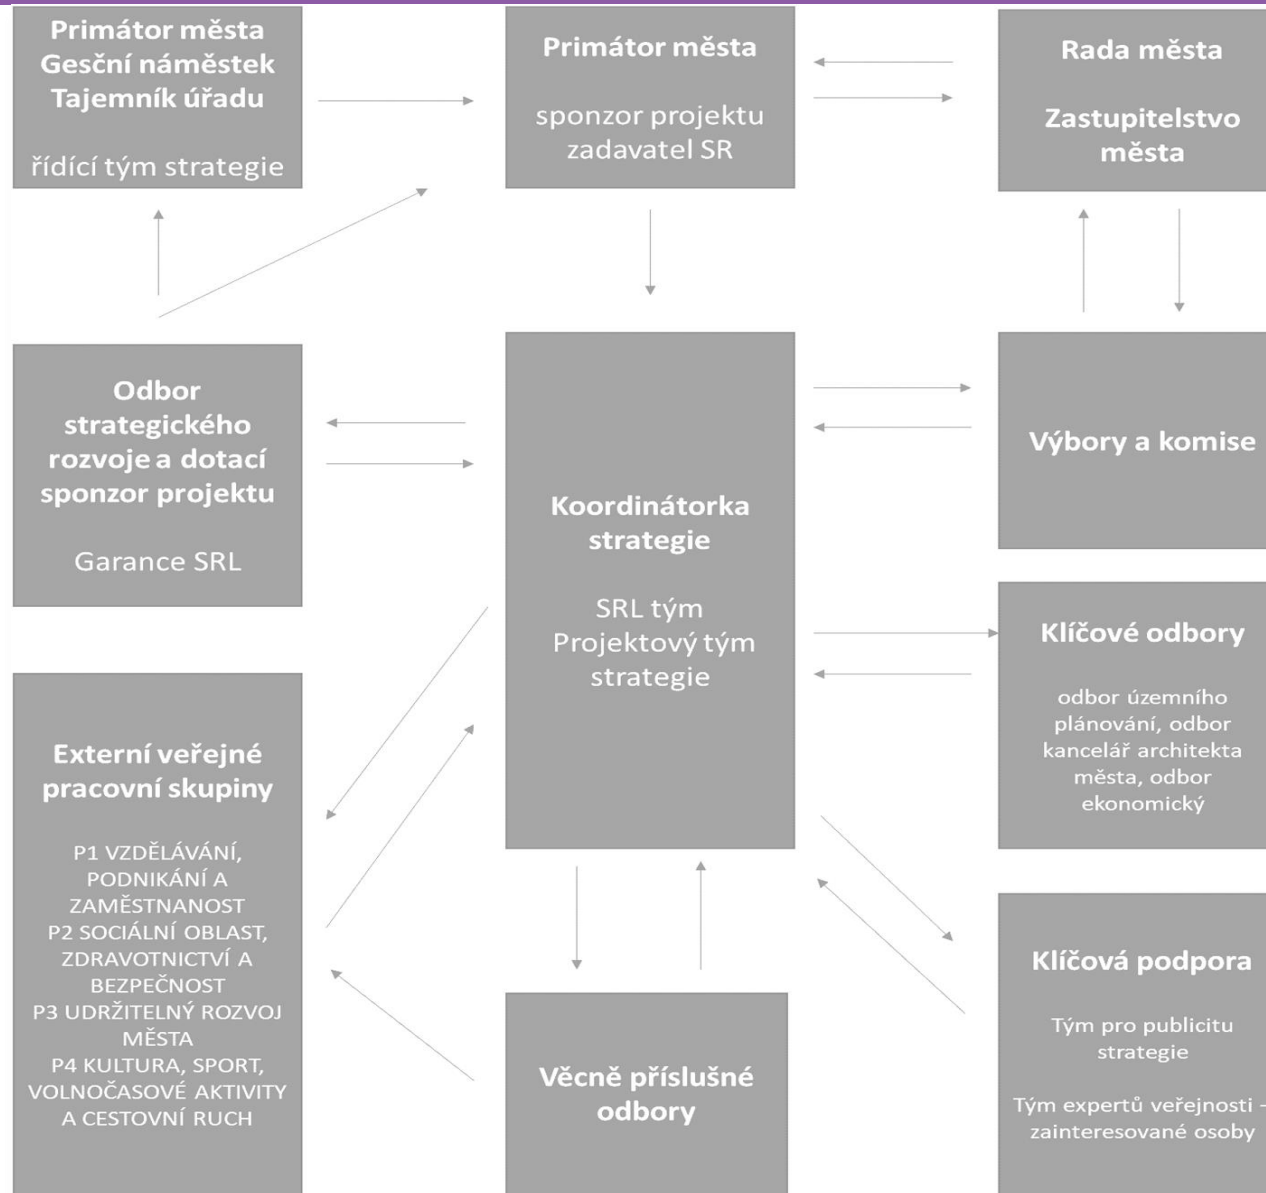 Primátor města
Gesční náměstek
Tajemník úřadu
řídící tým strategie
Primátor města
sponzor projektu
zadavatel SR
Rada města
Zastupitelstvo
města
Odbor
strategického
rozvoje a dotací
sponzor projektu
Garance SRL
Koordinátorka
strategie
SRL tým
Projektový tým
strategie
Výbory a komise
Klíčové odbory
odbor územního
plánování, odbor
kancelář architekta
města, odbor
ekonomický
Externí veřejné
pracovní skupiny
P1 VZDĚLÁVÁNÍ,
PODNIKÁNÍ A
ZAMĚSTNANOST
P2 SOCIÁLNÍ OBLAST,
ZDRAVOTNICTVÍ A
BEZPEČNOST
P3 UDRŽITELNÝ ROZVOJ
MĚSTA
P4 KULTURA, SPORT,
VOLNOČASOVÉ AKTIVITY
A CESTOVNÍ RUCH
Věcně příslušné
odbory
Klíčová podpora
Tým pro publicitu
strategie
Tým expertů veřejnosti -
zainteresované osoby